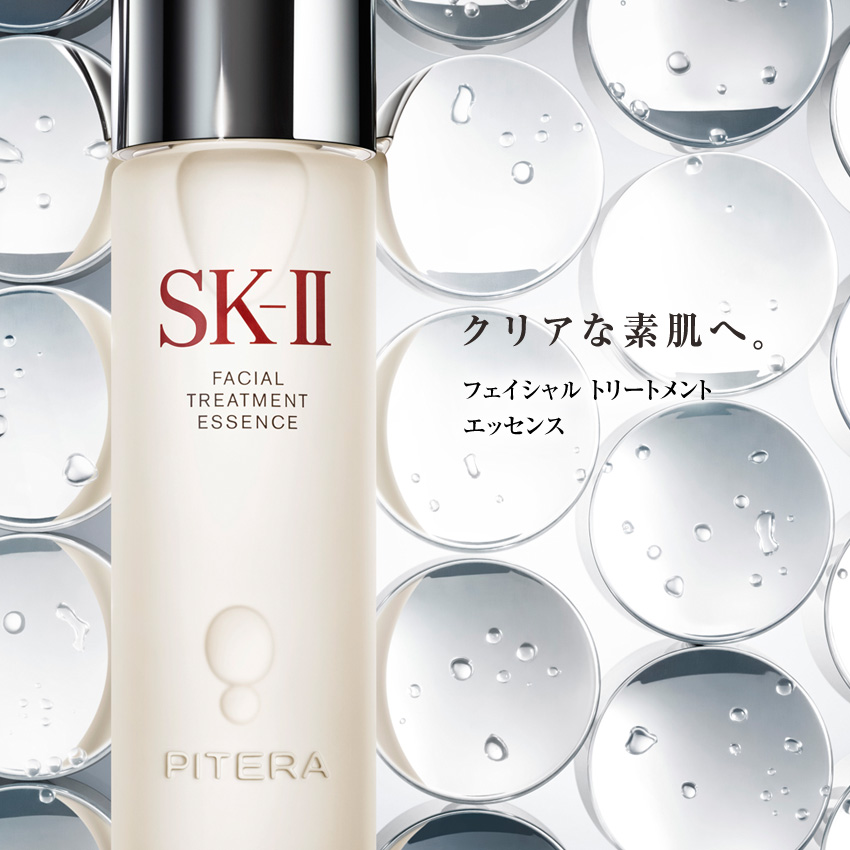 SK-II
FACIAL
TREATMENT
ESSENCE
PITERA
クリアな素肌へ。
フェイシャル トリートメント
エッセンス